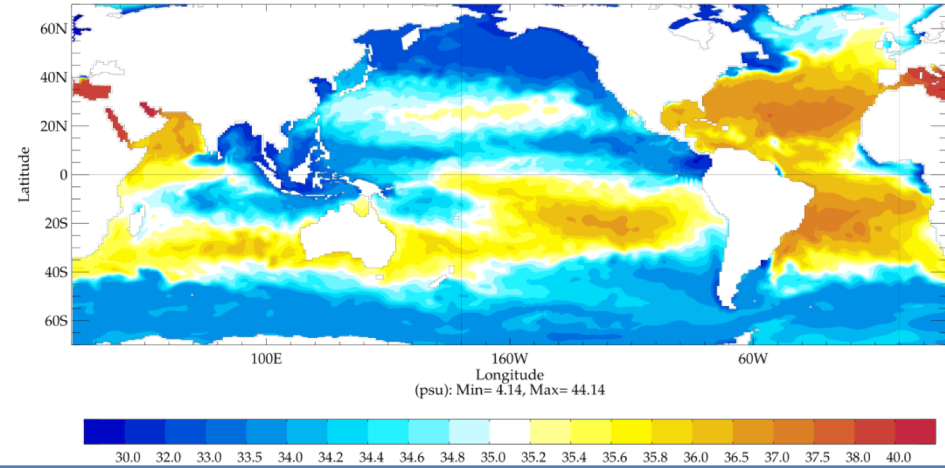 60N
40N
20N
0
20S
40S
60S
Latitude
100E 160W 60W
Longitude
(psu): Min= 4.14, Max= 44.14
30.0 32.0 33.0 33.5 34.0 34.2 34.4 34.6 34.8 35.0 35.2 35.4 35.6 35.8 36.0 36.5 37.0 37.5 38.0 40.0